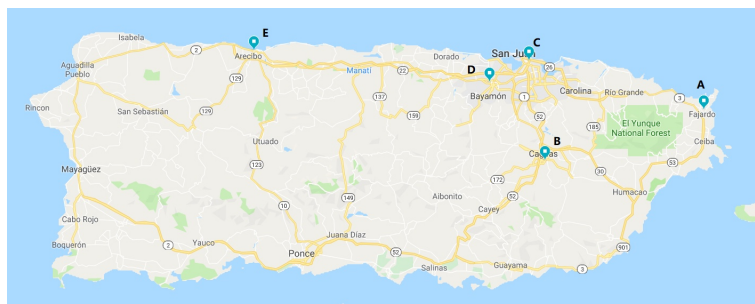 E
Isabela
2
Arecibo
Aguadilla
Pueblo
129
129
Rincon
San Sebastián
Utuado
123
Mayagüez
Cabo Rojo
Boquerón
2
Yauco
10
Ponce
Juana Díaz
149
Manatí
22
137
159
Dorado
San Juan
C
D
26
Bayamón
1
Carolina
52
Río Grande
3
A
Fajardo
El Yunque
National Forest
185
Ceiba
B
Caguas
53
30
172
52
Humacao
Aibonito
Cayey
52
Salinas
Guayama
3
901